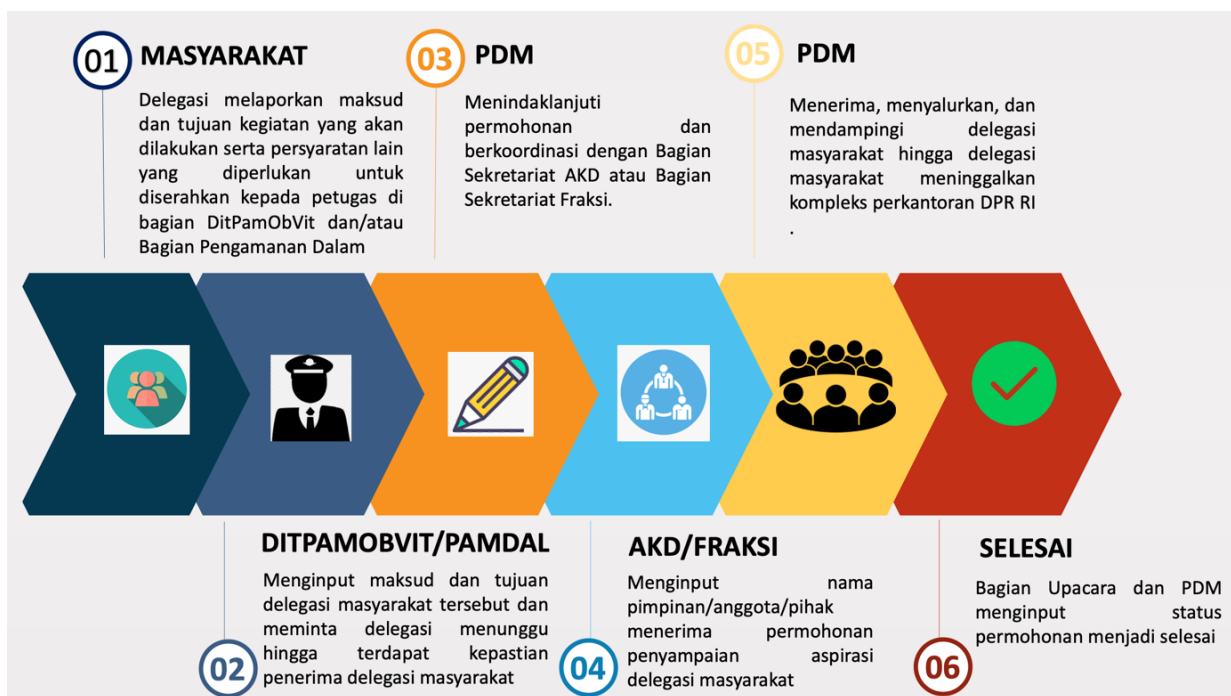 01 MASYARAKAT
Delegasi melaporkan maksud
dan tujuan kegiatan yang akan
dilakukan serta persyaratan lain
yang diperlukan untuk
diserahkan kepada petugas di
bagian DitPamObVit dan/atau
Bagian Pengamanan Dalam
03 PDM
Menindaklanjuti
permohonan dan
berkoordinasi dengan Bagian
Sekretariat AKD atau Bagian
Sekretariat Fraksi.
05 PDM
Menerima, menyalurkan, dan
mendampingi delegasi
masyarakat hingga delegasi
masyarakat meninggalkan
kompleks perkantoran DPR RI
.
DITPAMOBVIT/PAMDAL
Menginput maksud dan tujuan
delegasi masyarakat tersebut dan
meminta delegasi menunggu
hingga terdapat kepastian
penerima delegasi masyarakat
02
AKD/FRAKSI
Menginput nama
pimpinan/anggota/pihak
menerima permohonan
penyampaian aspirasi
delegasi masyarakat
04
SELESAI
Bagian Upacara dan PDM
menginput status
permohonan menjadi selesai
06